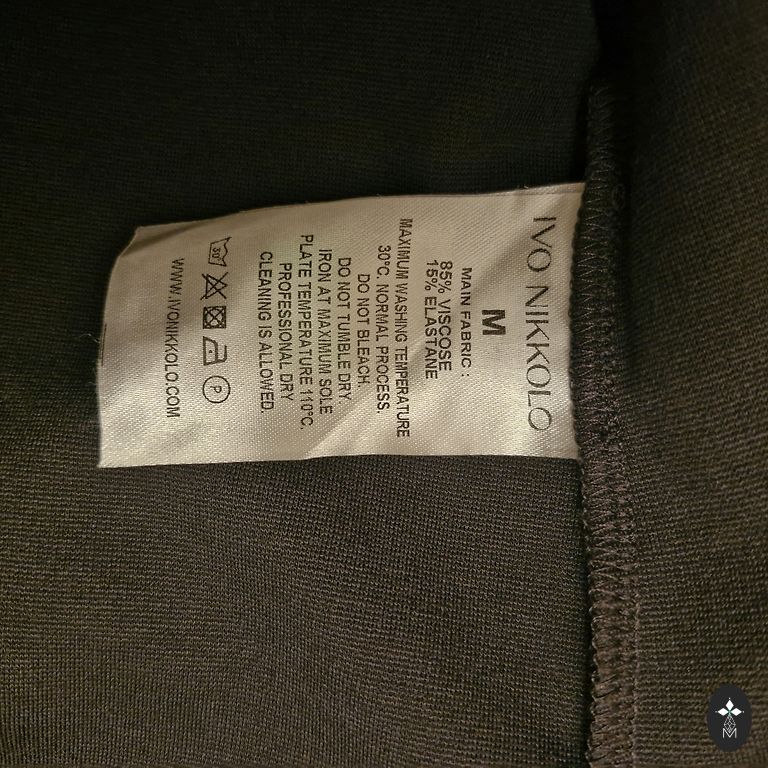 IVO NIKKOLO
M
MAIN FABRIC :
85% VISCOSE
15% ELASTANE
MAXIMUM WASHING TEMPERATURE
30°C. NORMAL PROCESS.
DO NOT BLEACH.
DO NOT TUMBLE DRY.
IRON AT MAXIMUM SOLE
PLATE TEMPERATURE 110°C.
PROFESSIONAL DRY
CLEANING IS ALLOWED.
30°
P
WWW.IVONIKKOLO.COM
M